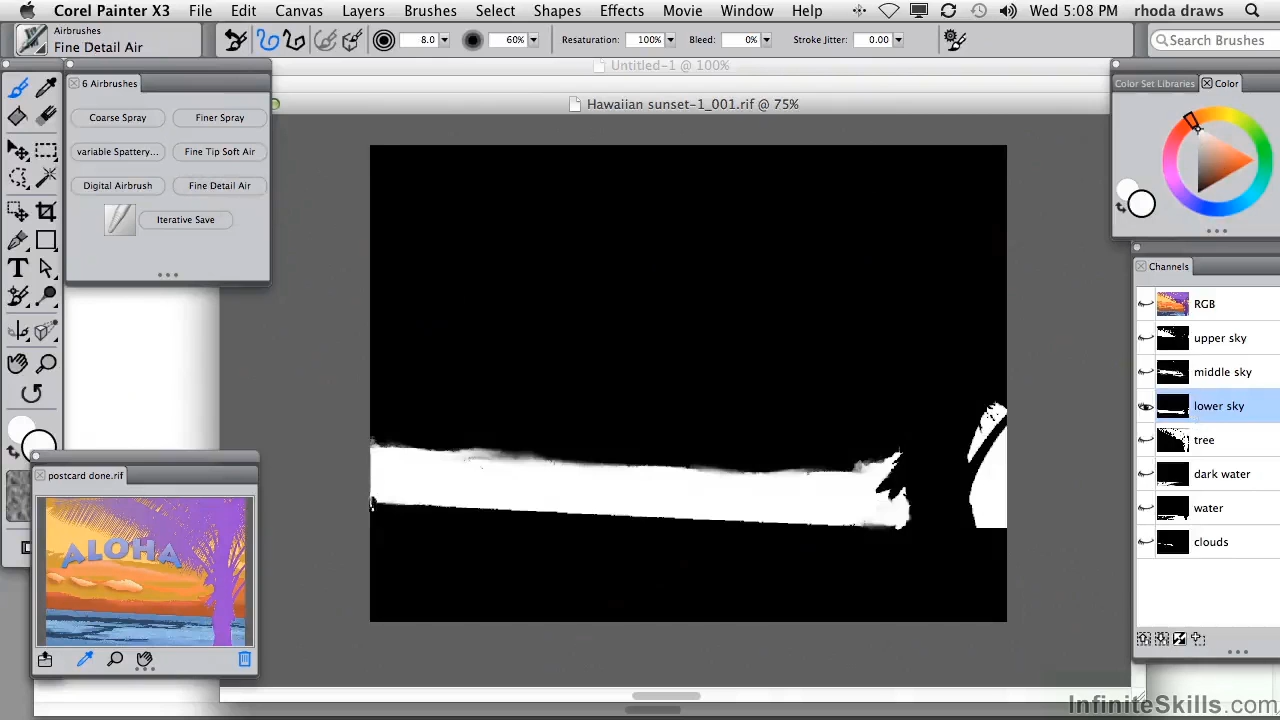 Corel Painter X3 File Edit Canvas Layers Brushes Select Shapes Effects Movie Window Help Wed 5:08 PM rhoda draws
Airbrushes
Fine Detail Air
8.0 60% Resturation: 100% Bleed: 0% Stroke Jitter: 0.00 Search Brushes
Untitled-1 @ 100%
6 Airbrushes
Color Set Libraries Color
Hawaiian sunset-1_001.rif @ 75%
Coarse Spray Finer Spray
variable Spattery... Fine Tip Soft Air
Digital Airbrush Fine Detail Air
Iterative Save
Channels
RGB
upper sky
middle sky
lower sky
tree
dark water
water
clouds
T
postcard done.rif
ALOHA
InfiniteSkills.com